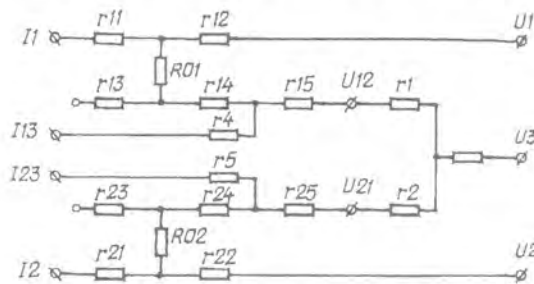 I1 r11 r12 U1
R01
r13 r14 r15 U12 r1
I13 r4
U3
I23 r5
r23 r24 r25 U21 r2
R02
I2 r21 r22 U2